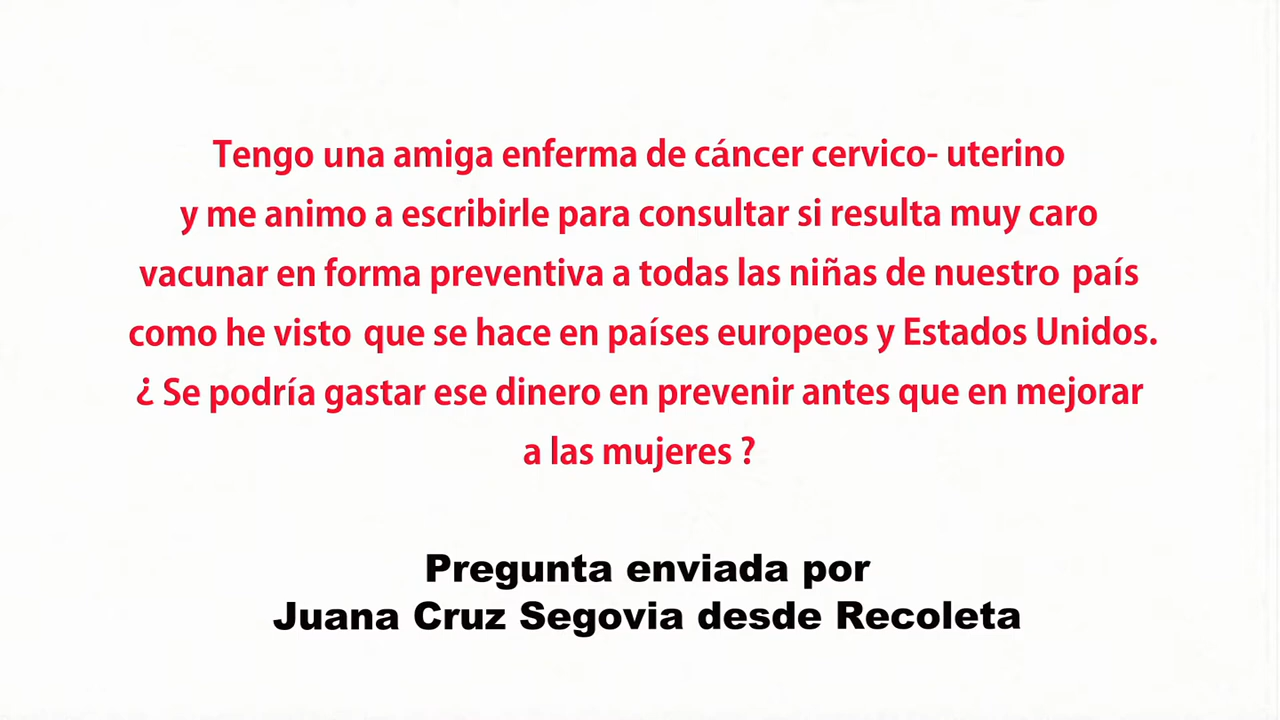 Tengo una amiga enferma de cáncer cervico- uterino
y me animo a escribirle para consultar si resulta muy caro
vacunar en forma preventiva a todas las niñas de nuestro país
como he visto que se hace en países europeos y Estados Unidos.
¿ Se podría gastar ese dinero en prevenir antes que en mejorar
a las mujeres ?
Pregunta enviada por
Juana Cruz Segovia desde Recoleta